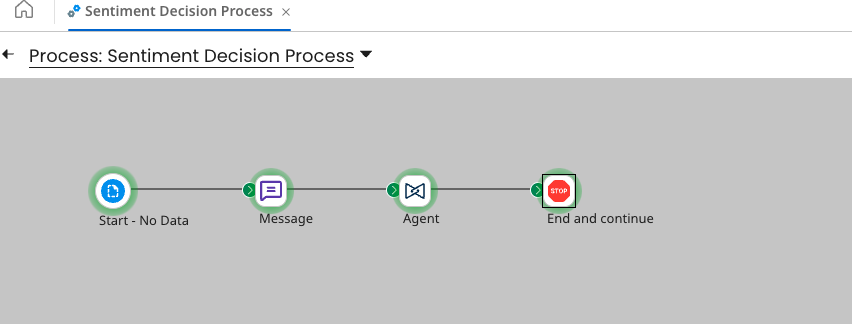 Sentiment Decision Process
Process: Sentiment Decision Process
STOP
Start - No Data
Message
Agent
End and continue